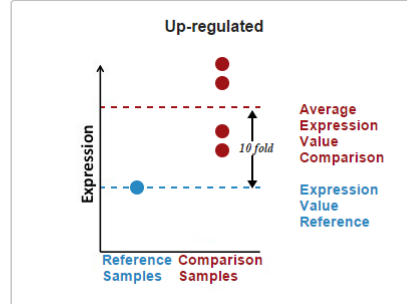 Up-regulated
Expression
10 fold
Average
Expression
Value
Comparison
Expression
Value
Reference
Reference
Samples
Comparison
Samples